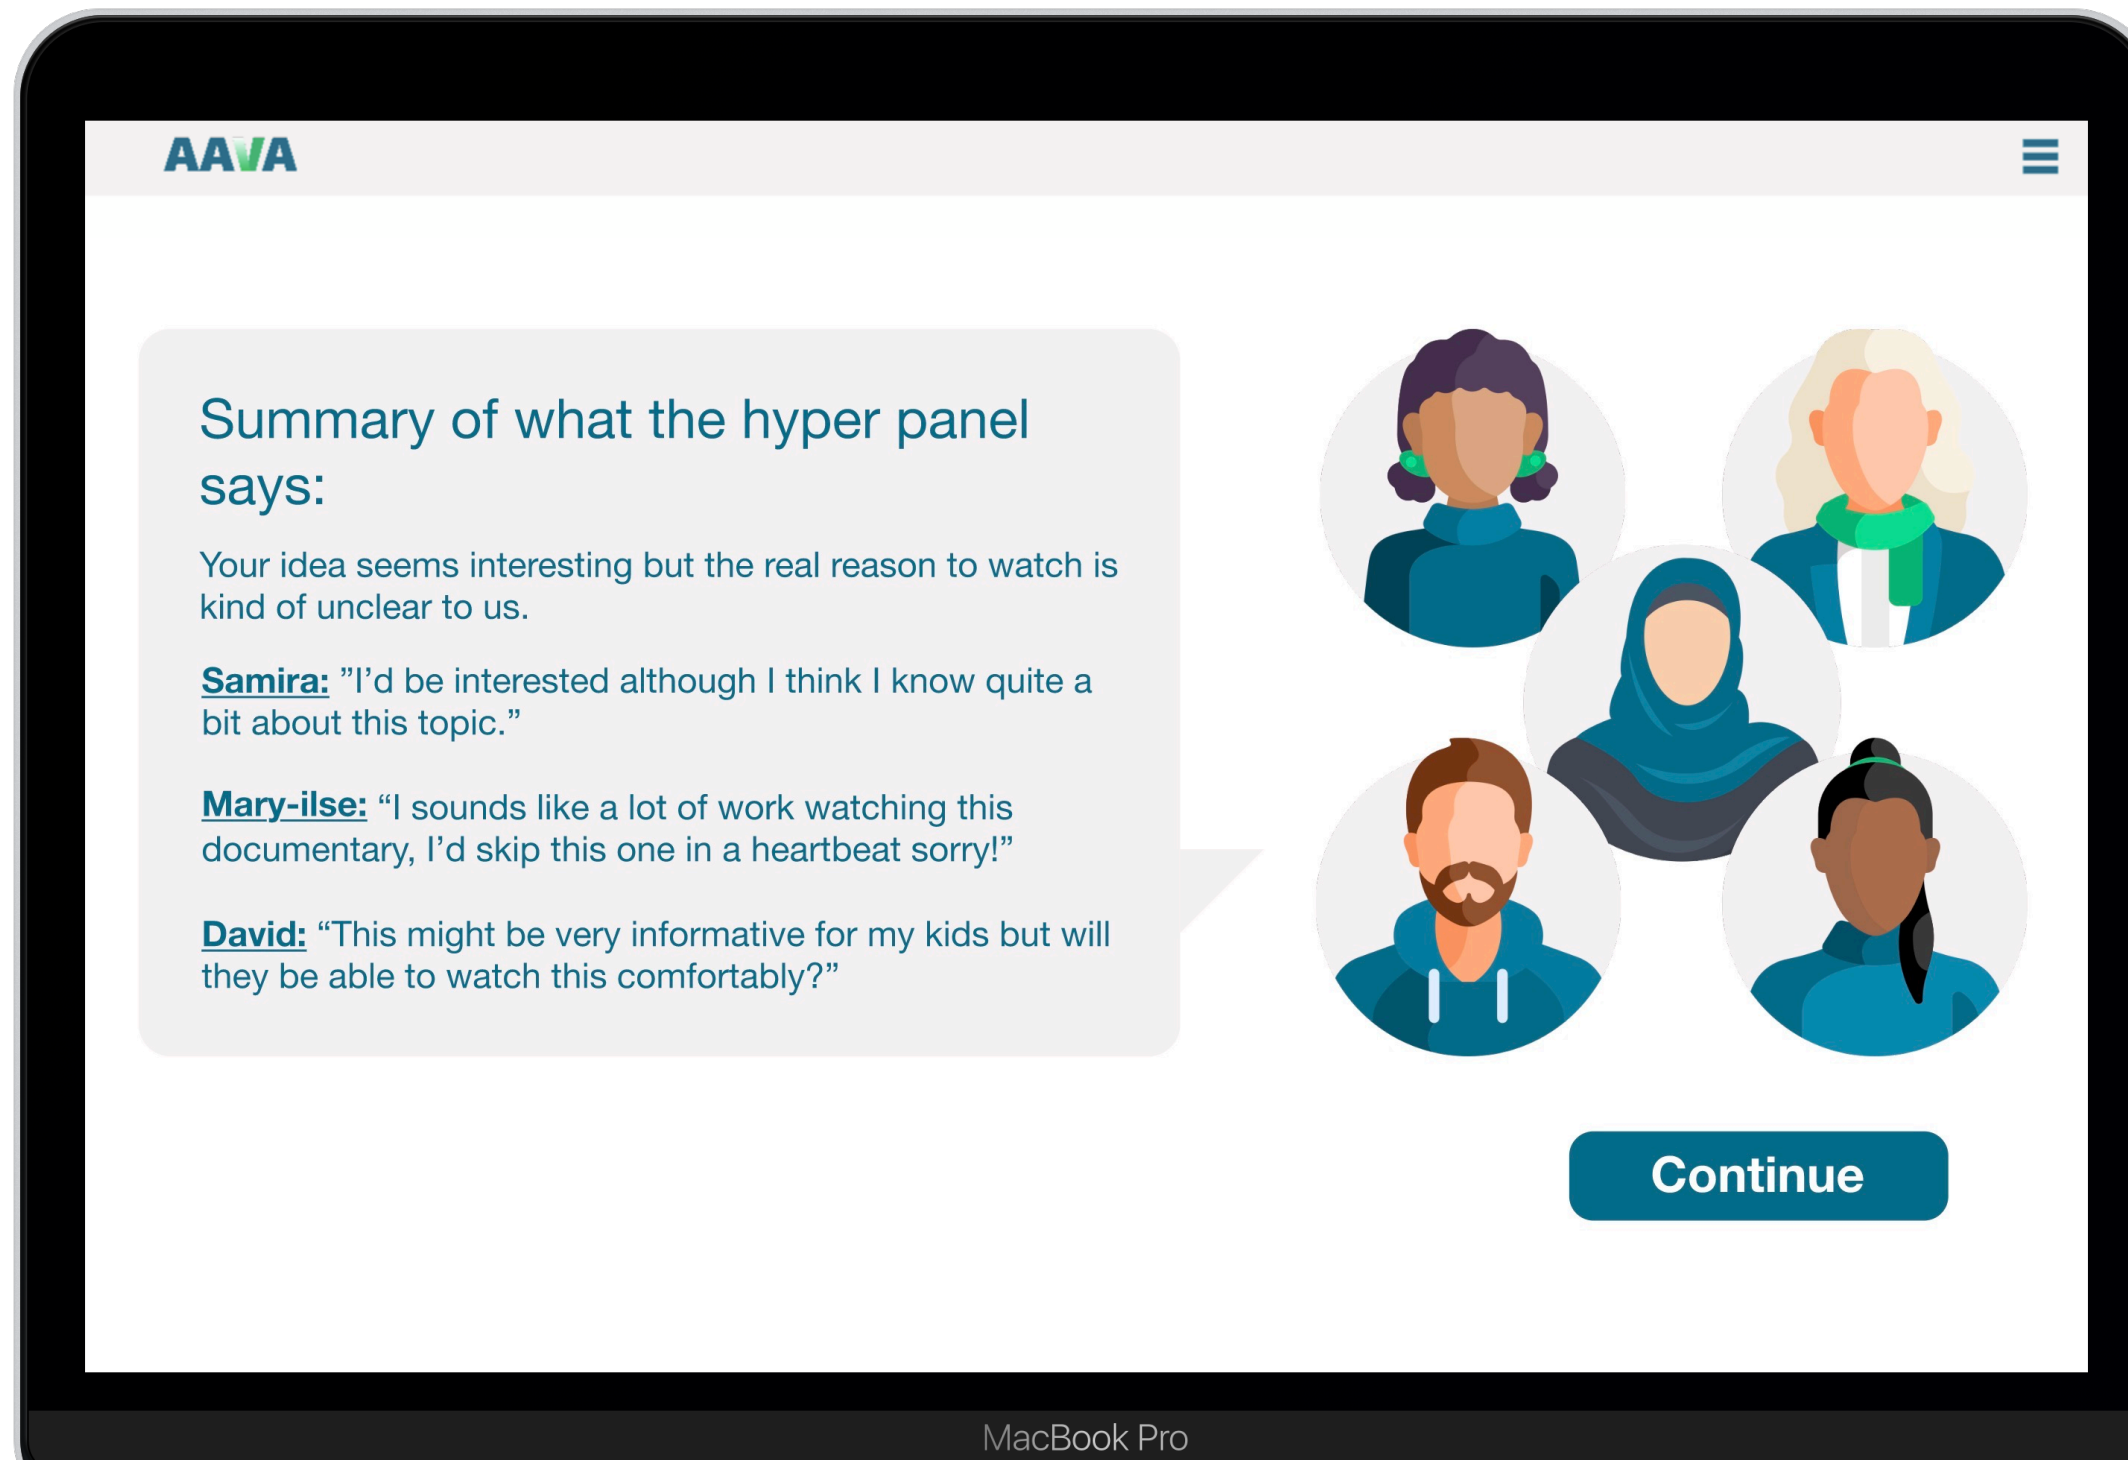 AAVA
Summary of what the hyper panel
says:
Your idea seems interesting but the real reason to watch is
kind of unclear to us.
Samira: ”I’d be interested although I think I know quite a
bit about this topic.”
Mary-ilse: “I sounds like a lot of work watching this
documentary, I’d skip this one in a heartbeat sorry!”
David: “This might be very informative for my kids but will
they be able to watch this comfortably?”
Continue
MacBook Pro